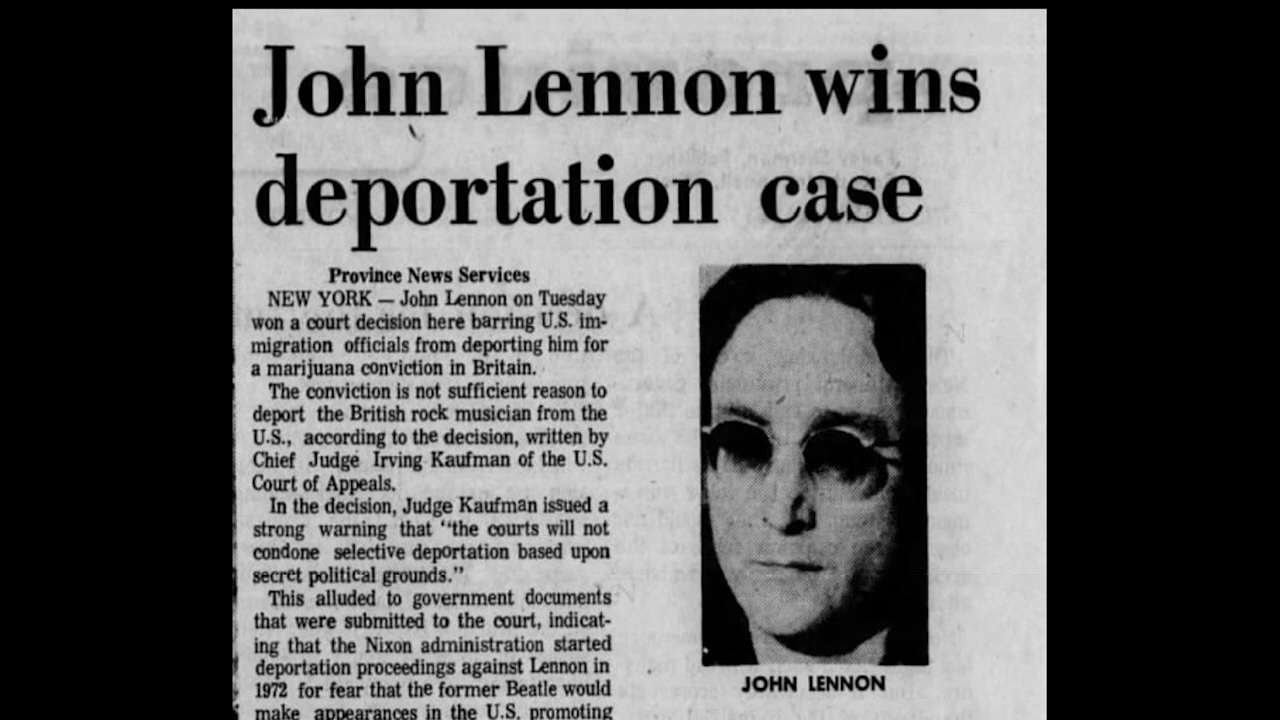 John Lennon wins
deportation case
Province News Services
NEW YORK — John Lennon on Tuesday
won a court decision here barring U.S. im-
migration officials from deporting him for
a marijuana conviction in Britain.
The conviction is not sufficient reason to
deport the British rock musician from the
U.S., according to the decision, written by
Chief Judge Irving Kaufman of the U.S.
Court of Appeals.
In the decision, Judge Kaufman issued a
strong warning that “the courts will not
condone selective deportation based upon
secret political grounds.”
This alluded to government documents
that were submitted to the court, indicat-
ing that the Nixon administration started
deportation proceedings against Lennon in
1972 for fear that the former Beatle would
make appearances in the U.S. promoting
JOHN LENNON